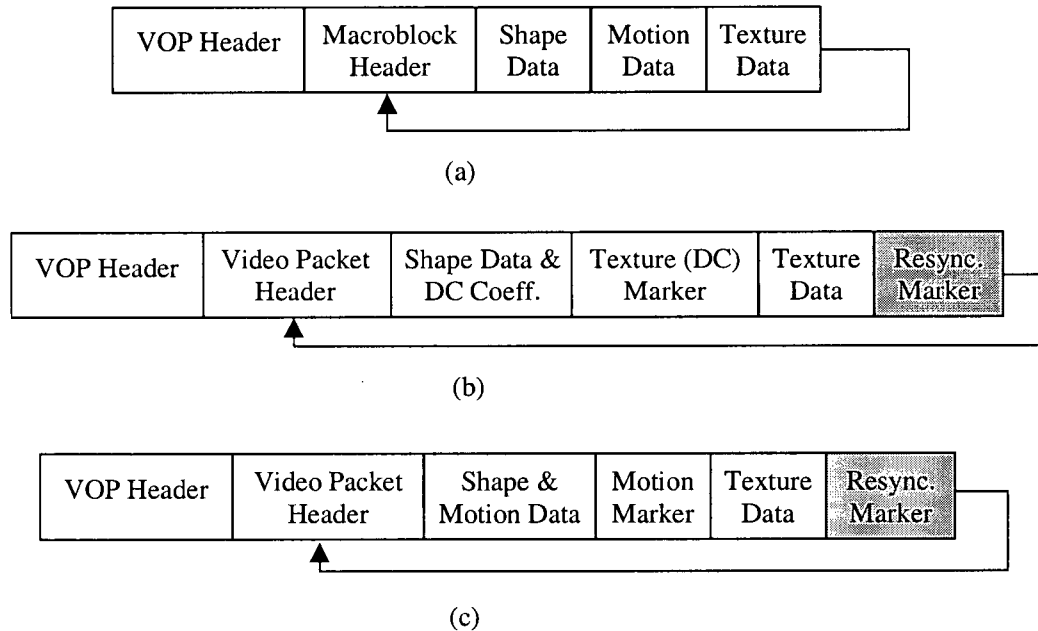 VOP Header
Macroblock
Header
Shape
Data
Motion
Data
Texture
Data
(a)
VOP Header
Video Packet
Header
Shape Data &
DC Coeff.
Texture (DC)
Marker
Texture
Data
Resync.
Marker
(b)
VOP Header
Video Packet
Header
Shape &
Motion Data
Motion
Marker
Texture
Data
Resync.
Marker
(c)